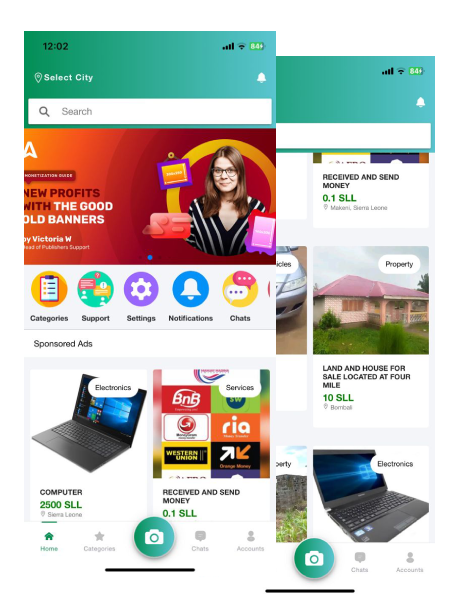 12:02
84
Select City
Search
A
MONETIZATION GUIDE
NEW PROFITS
WITH THE GOOD
OLD BANNERS
by Victoria W
Head of Publishers Support
Categories
Support
Settings
Notifications
Chats
Sponsored Ads
Electronics
COMPUTER
2500 SLL
Sierra Leone
Services
BnB
SW
ria
WESTERN
UNION
Orange Money
RECEIVED AND SEND
MONEY
0.1 SLL
Home
Categories
Chats
Accounts
84
RECEIVED AND SEND
MONEY
0.1 SLL
Makeni, Sierra Leone
icles
Property
LAND AND HOUSE FOR
SALE LOCATED AT FOUR
MILE
10 SLL
Bombali
perty
Electronics
Chats
Accounts